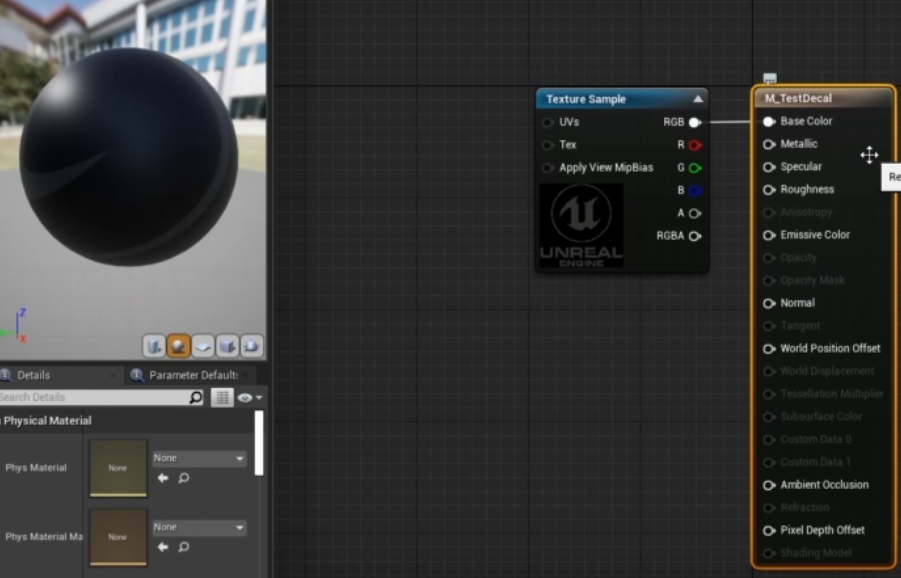 Texture Sample
UVs
RGB
Tex
R
Apply View MipBias
G
B
A
RGBA
UNREAL
ENGINE
M_TestDecal
Base Color
Metallic
Specular
Re
Roughness
Anisotropy
Emissive Color
Opacity
Opacity Mask
Normal
Tangent
World Position Offset
World Displacement
Tessellation Multiplier
Subsurface Color
Custom Data 0
Custom Data 1
Ambient Occlusion
Refraction
Pixel Depth Offset
Shading Model
Z
X
Details
Parameter Default
Search Details
Physical Material
Phys Material
None
None
Phys Material Ma
None
None